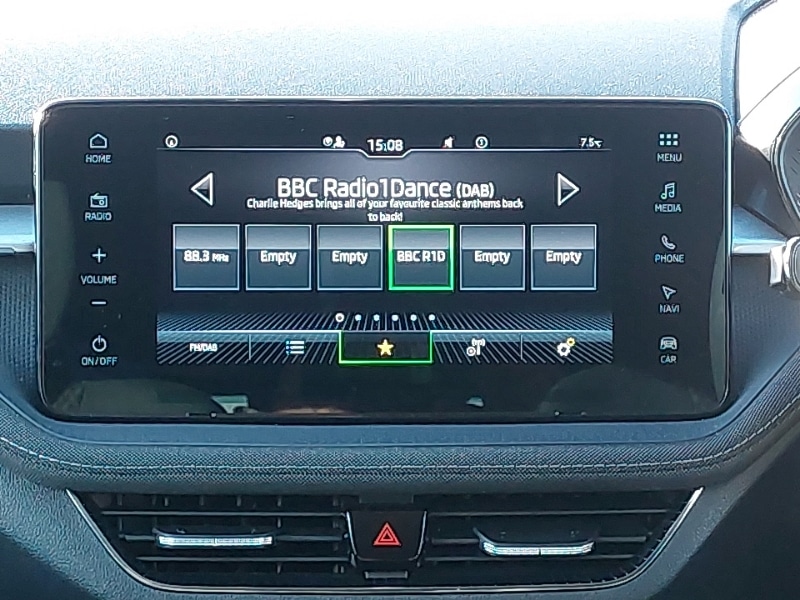 15:08
7.5°C
HOME
MENU
BBC Radio1Dance (DAB)
Charlie Hedges brings all of your favourite classic anthems back
to back!
RADIO
MEDIA
88.3 MHz
Empty
Empty
BBC R1D
Empty
Empty
VOLUME
PHONE
NAVI
FM/DAB
ON/OFF
CAR